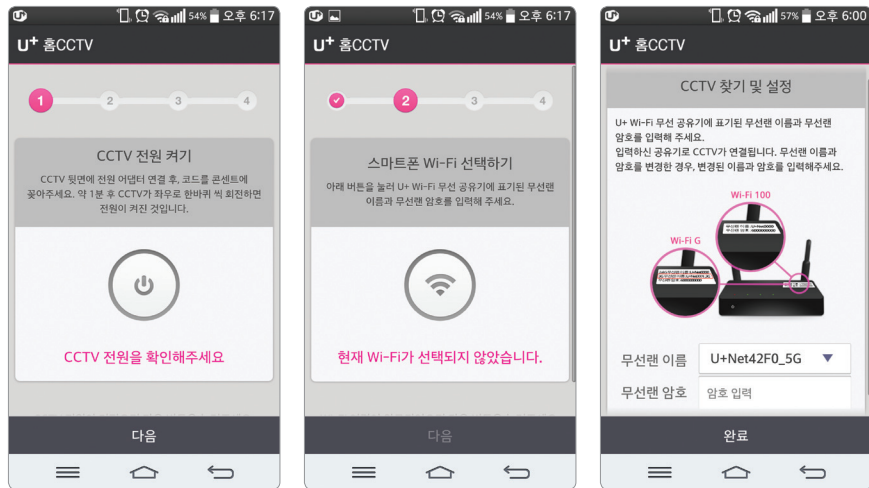 54% 오후 6:17
U+ 홈CCTV
1 2 3 4
CCTV 전원 켜기
CCTV 뒷면에 전원 어댑터 연결 후, 코드를 콘센트에
꽂아주세요. 약 1분 후 CCTV가 좌우로 한바퀴 씩 회전하면
전원이 켜진 것입니다.
CCTV 전원을 확인해주세요
다음
54% 오후 6:17
U+ 홈CCTV
2 3 4
스마트폰 Wi-Fi 선택하기
아래 버튼을 눌러 U+ Wi-Fi 무선 공유기에 표기된 무선랜
이름과 무선랜 암호를 입력해 주세요.
현재 Wi-Fi가 선택되지 않았습니다.
다음
57% 오후 6:00
U+ 홈CCTV
CCTV 찾기 및 설정
U+ Wi-Fi 무선 공유기에 표기된 무선랜 이름과 무선랜
암호를 입력해 주세요.
입력하신 공유기로 CCTV가 연결됩니다. 무선랜 이름과
암호를 변경한 경우, 변경된 이름과 암호를 입력해주세요.
Wi-Fi 100
Wi-Fi G
무선랜 이름 U+Net42F0_5G
무선랜 암호 암호 입력
완료